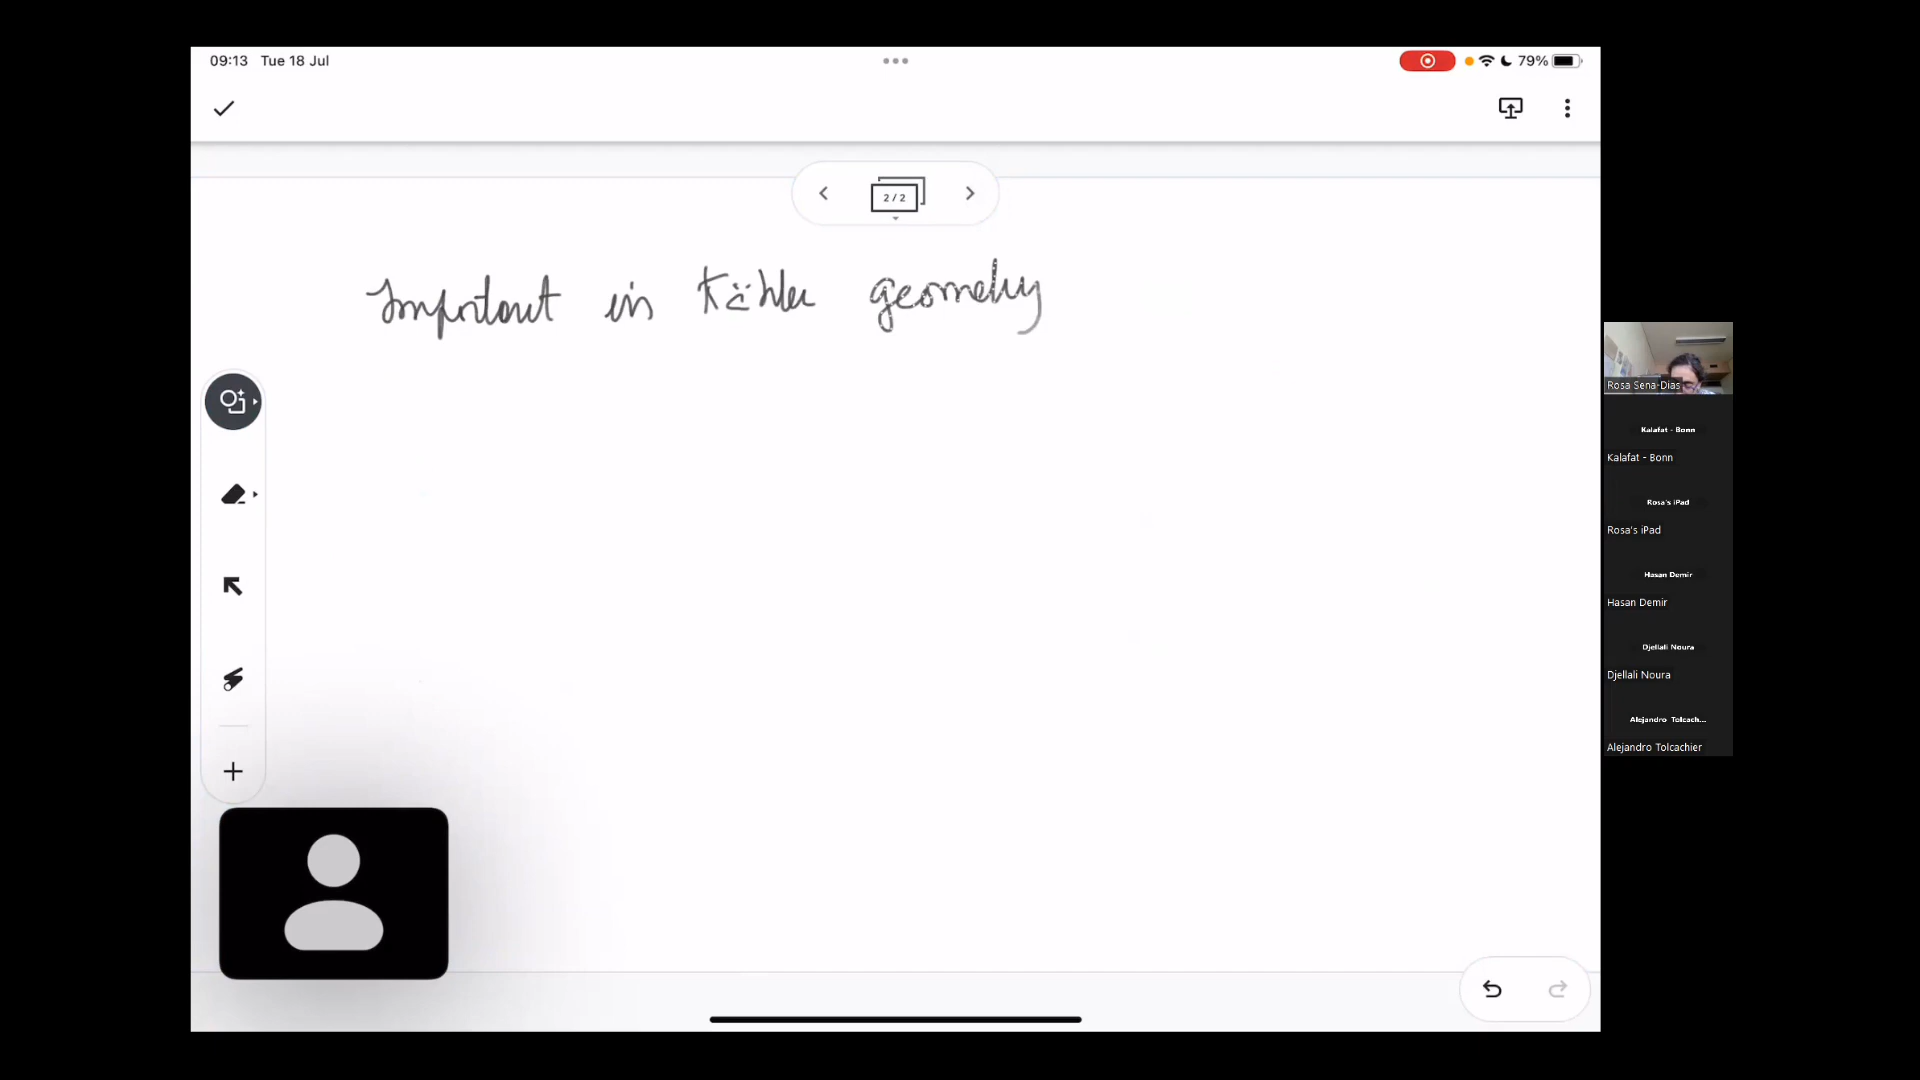 09:13 Tue 18 Jul
79%
2 / 2
Important in Kähler geometry
Rosa Sena-Dias
Kalafat - Bonn
Kalafat - Bonn
Rosa's iPad
Rosa's iPad
Hasan Demir
Hasan Demir
Djellali Noura
Djellali Noura
Alejandro Tolcach...
Alejandro Tolcachier